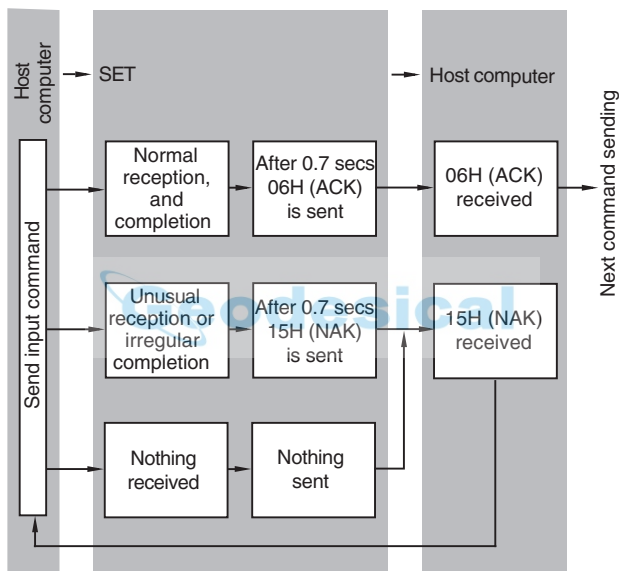 Host
computer
SET
Host computer
Send input command
Normal
reception,
and
completion
After 0.7 secs
06H (ACK)
is sent
06H (ACK)
received
Next command sending
Unusual
reception or
irregular
completion
After 0.7 secs
15H (NAK)
is sent
15H (NAK)
received
Nothing
received
Nothing
sent
Geodesical